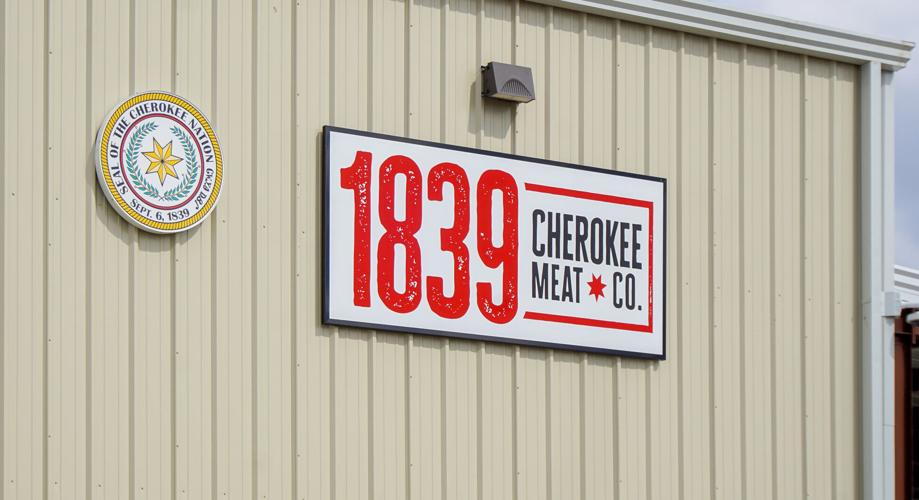 SEAL OF THE CHEROKEE NATION
SEPT. 6, 1839
1839
CHEROKEE
MEAT CO.